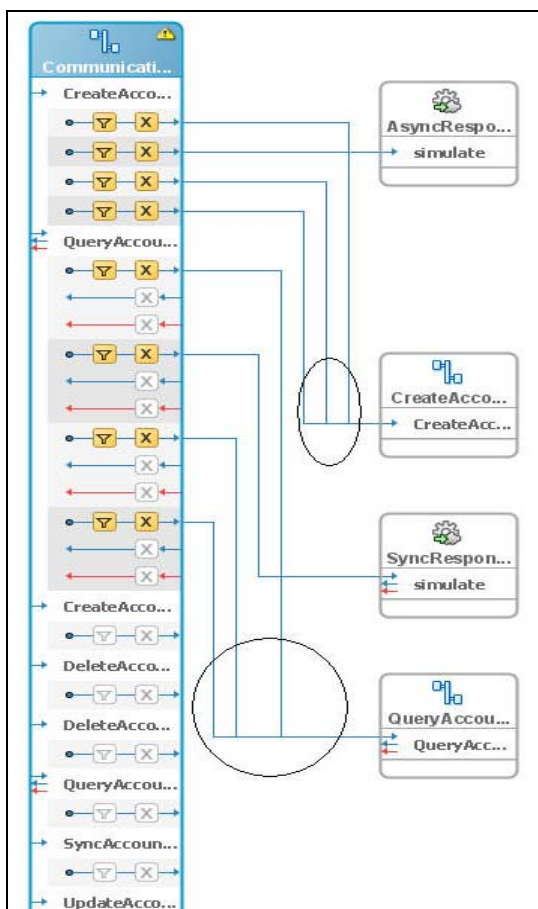 Communicati...
CreateAcco...
X
X
X
X
QueryAccou...
X
X
X
X
X
X
X
X
X
X
X
X
CreateAcco...
X
DeleteAcco...
X
DeleteAcco...
X
QueryAccou...
X
SyncAccoun...
X
UpdateAcco...
AsyncRespo...
simulate
CreateAcco...
CreateAcc...
SyncRespon...
simulate
QueryAccou...
QueryAcc...